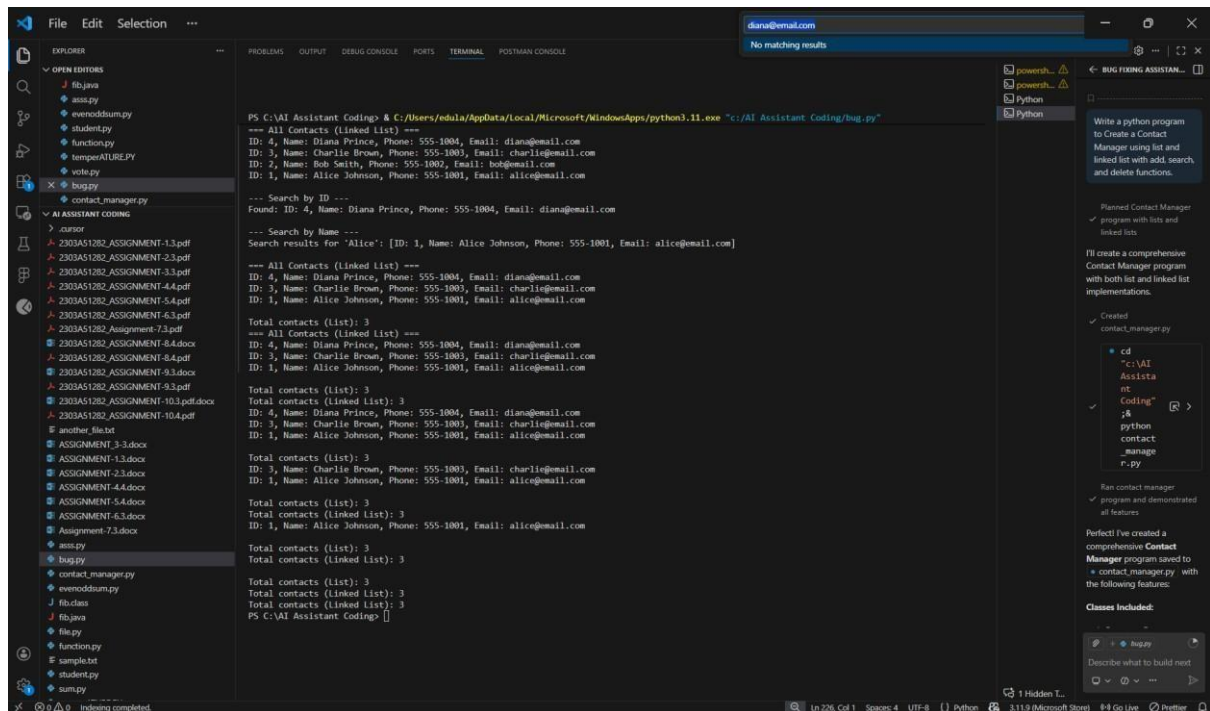 File Edit Selection ...
diana@email.com
No matching results
EXPLORER ...
OPEN EDITORS
fib.java
asss.py
evenoddsum.py
student.py
function.py
temperATURE.PY
vote.py
bug.py
contact_manager.py
AI ASSISTANT CODING
.cursor
2303A51282_ASSIGNMENT-1.3.pdf
2303A51282_ASSIGNMENT-2.3.pdf
2303A51282_ASSIGNMENT-3.3.pdf
2303A51282_ASSIGNMENT-4.4.pdf
2303A51282_ASSIGNMENT-5.4.pdf
2303A51282_ASSIGNMENT-6.3.pdf
2303A51282_Assignment-7.3.pdf
2303A51282_ASSIGNMENT-8.4.docx
2303A51282_ASSIGNMENT-8.4.pdf
2303A51282_ASSIGNMENT-9.3.docx
2303A51282_ASSIGNMENT-9.3.pdf
2303A51282_ASSIGNMENT-10.3.pdf.docx
2303A51282_ASSIGNMENT-10.4.pdf
another_file.txt
ASSIGNMENT_3-3.docx
ASSIGNMENT-1.3.docx
ASSIGNMENT-2.3.docx
ASSIGNMENT-4.4.docx
ASSIGNMENT-5.4.docx
ASSIGNMENT-6.3.docx
Assignment-7.3.docx
asss.py
bug.py
contact_manager.py
evenoddsum.py
fib.class
fib.java
file.py
function.py
sample.txt
student.py
sum.py
PROBLEMS OUTPUT DEBUG CONSOLE PORTS TERMINAL POSTMAN CONSOLE
PS C:\AI Assistant Coding> & C:/Users/edula/AppData/Local/Microsoft/WindowsApps/python3.11.exe "c:/AI Assistant Coding/bug.py"
=== All Contacts (Linked List) ===
ID: 4, Name: Diana Prince, Phone: 555-1004, Email: diana@email.com
ID: 3, Name: Charlie Brown, Phone: 555-1003, Email: charlie@email.com
ID: 2, Name: Bob Smith, Phone: 555-1002, Email: bob@email.com
ID: 1, Name: Alice Johnson, Phone: 555-1001, Email: alice@email.com
--- Search by ID ---
Found: ID: 4, Name: Diana Prince, Phone: 555-1004, Email: diana@email.com
--- Search by Name ---
Search results for 'Alice': [ID: 1, Name: Alice Johnson, Phone: 555-1001, Email: alice@email.com]
=== All Contacts (Linked List) ===
ID: 4, Name: Diana Prince, Phone: 555-1004, Email: diana@email.com
ID: 3, Name: Charlie Brown, Phone: 555-1003, Email: charlie@email.com
ID: 1, Name: Alice Johnson, Phone: 555-1001, Email: alice@email.com
Total contacts (List): 3
=== All Contacts (Linked List) ===
ID: 4, Name: Diana Prince, Phone: 555-1004, Email: diana@email.com
ID: 3, Name: Charlie Brown, Phone: 555-1003, Email: charlie@email.com
ID: 1, Name: Alice Johnson, Phone: 555-1001, Email: alice@email.com
Total contacts (List): 3
Total contacts (Linked List): 3
ID: 4, Name: Diana Prince, Phone: 555-1004, Email: diana@email.com
ID: 3, Name: Charlie Brown, Phone: 555-1003, Email: charlie@email.com
ID: 1, Name: Alice Johnson, Phone: 555-1001, Email: alice@email.com
Total contacts (List): 3
ID: 3, Name: Charlie Brown, Phone: 555-1003, Email: charlie@email.com
ID: 1, Name: Alice Johnson, Phone: 555-1001, Email: alice@email.com
Total contacts (List): 3
Total contacts (Linked List): 3
ID: 1, Name: Alice Johnson, Phone: 555-1001, Email: alice@email.com
Total contacts (List): 3
Total contacts (Linked List): 3
Total contacts (List): 3
Total contacts (Linked List): 3
Total contacts (Linked List): 3
PS C:\AI Assistant Coding>
powersh...
powersh...
Python
Python
1 Hidden T...
BUG FIXING ASSISTAN...
Write a python program
to Create a Contact
Manager using list and
linked list with add, search,
and delete functions.
Planned Contact Manager
program with lists and
linked lists
I'll create a comprehensive
Contact Manager program
with both list and linked list
implementations.
Created
contact_manager.py
cd
"c:\AI
Assista
nt
Coding"
;&
python
contact
_manage
r.py
Ran contact manager
program and demonstrated
all features
Perfect! I've created a
comprehensive Contact
Manager program saved to
contact_manager.py with
the following features:
Classes Included:
+ bug.py
Describe what to build next
0 0 Indexing completed.
Ln 226, Col 1 Spaces: 4 UTF-8 {} Python 3.11.9 (Microsoft Store) Go Live Prettier